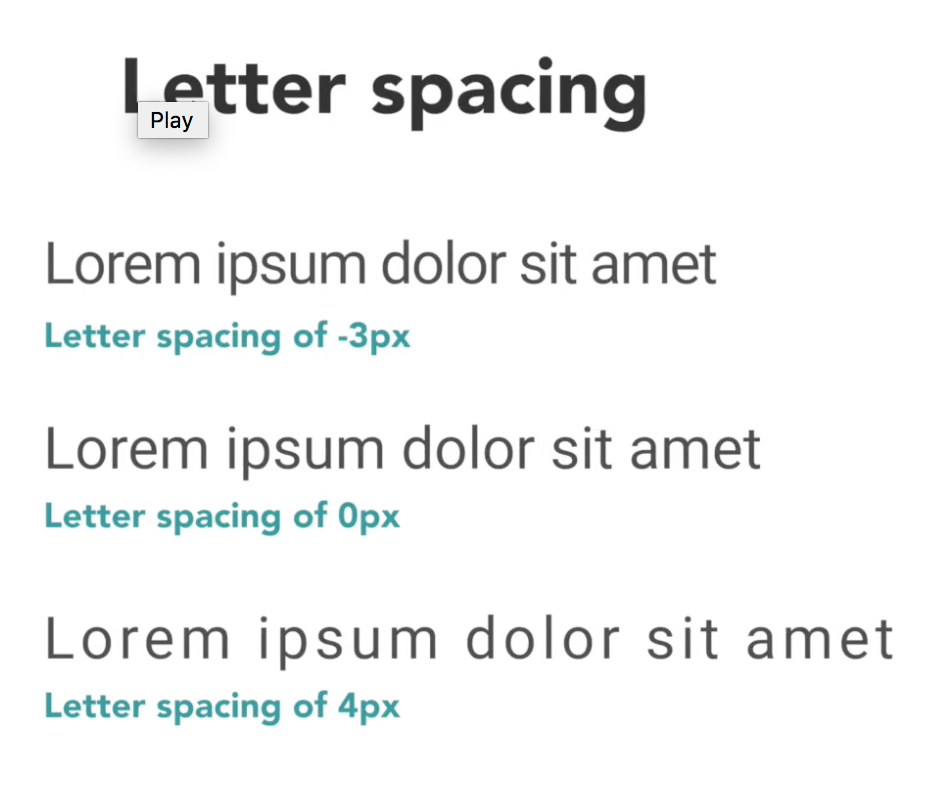 Letter spacing
Play
Lorem ipsum dolor sit amet
Letter spacing of -3px
Lorem ipsum dolor sit amet
Letter spacing of 0px
Lorem ipsum dolor sit amet
Letter spacing of 4px